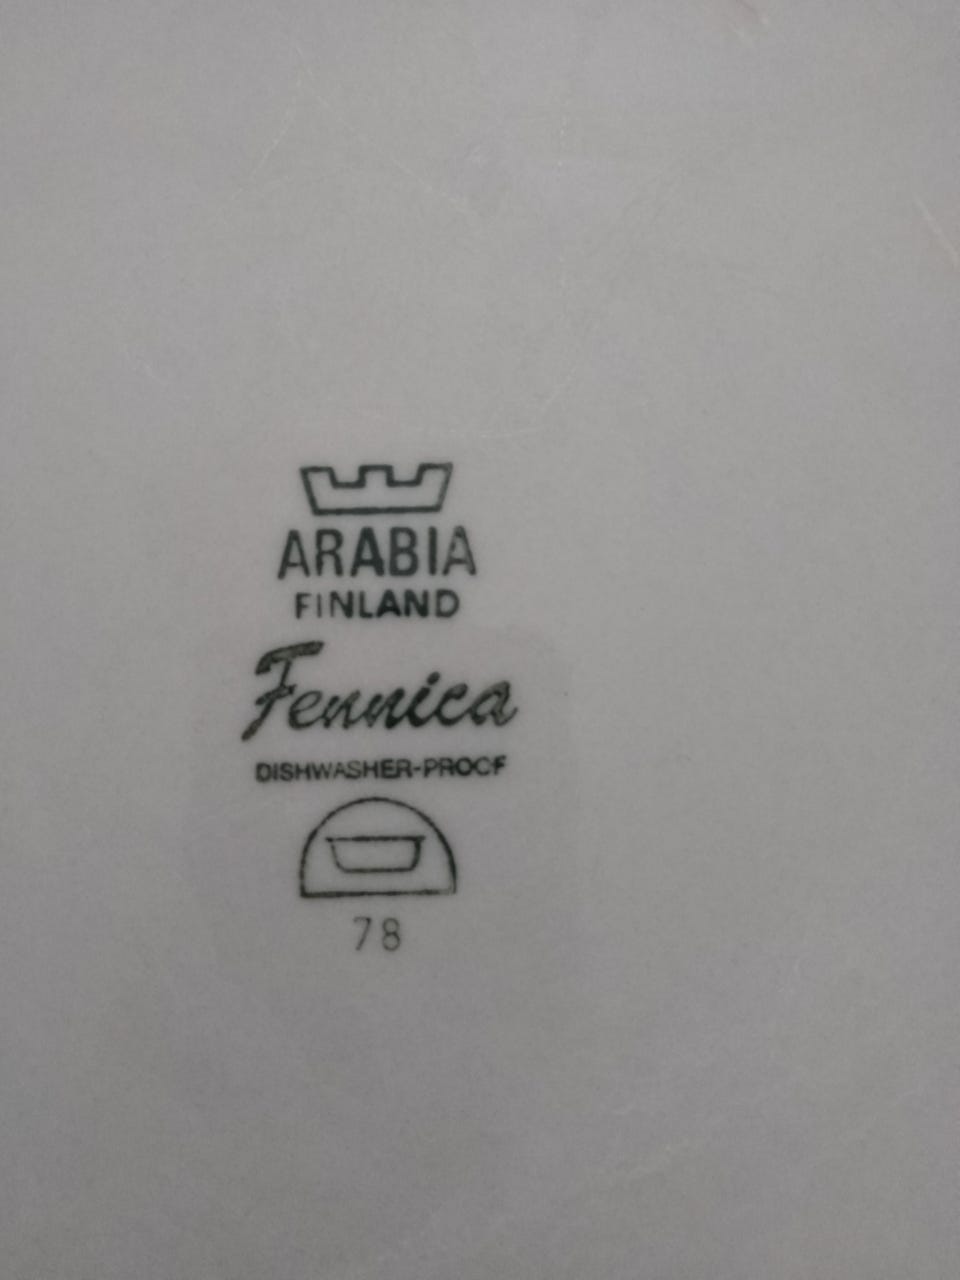 ARABIA
FINLAND
Fennica
DISHWASHER-PROOF
78